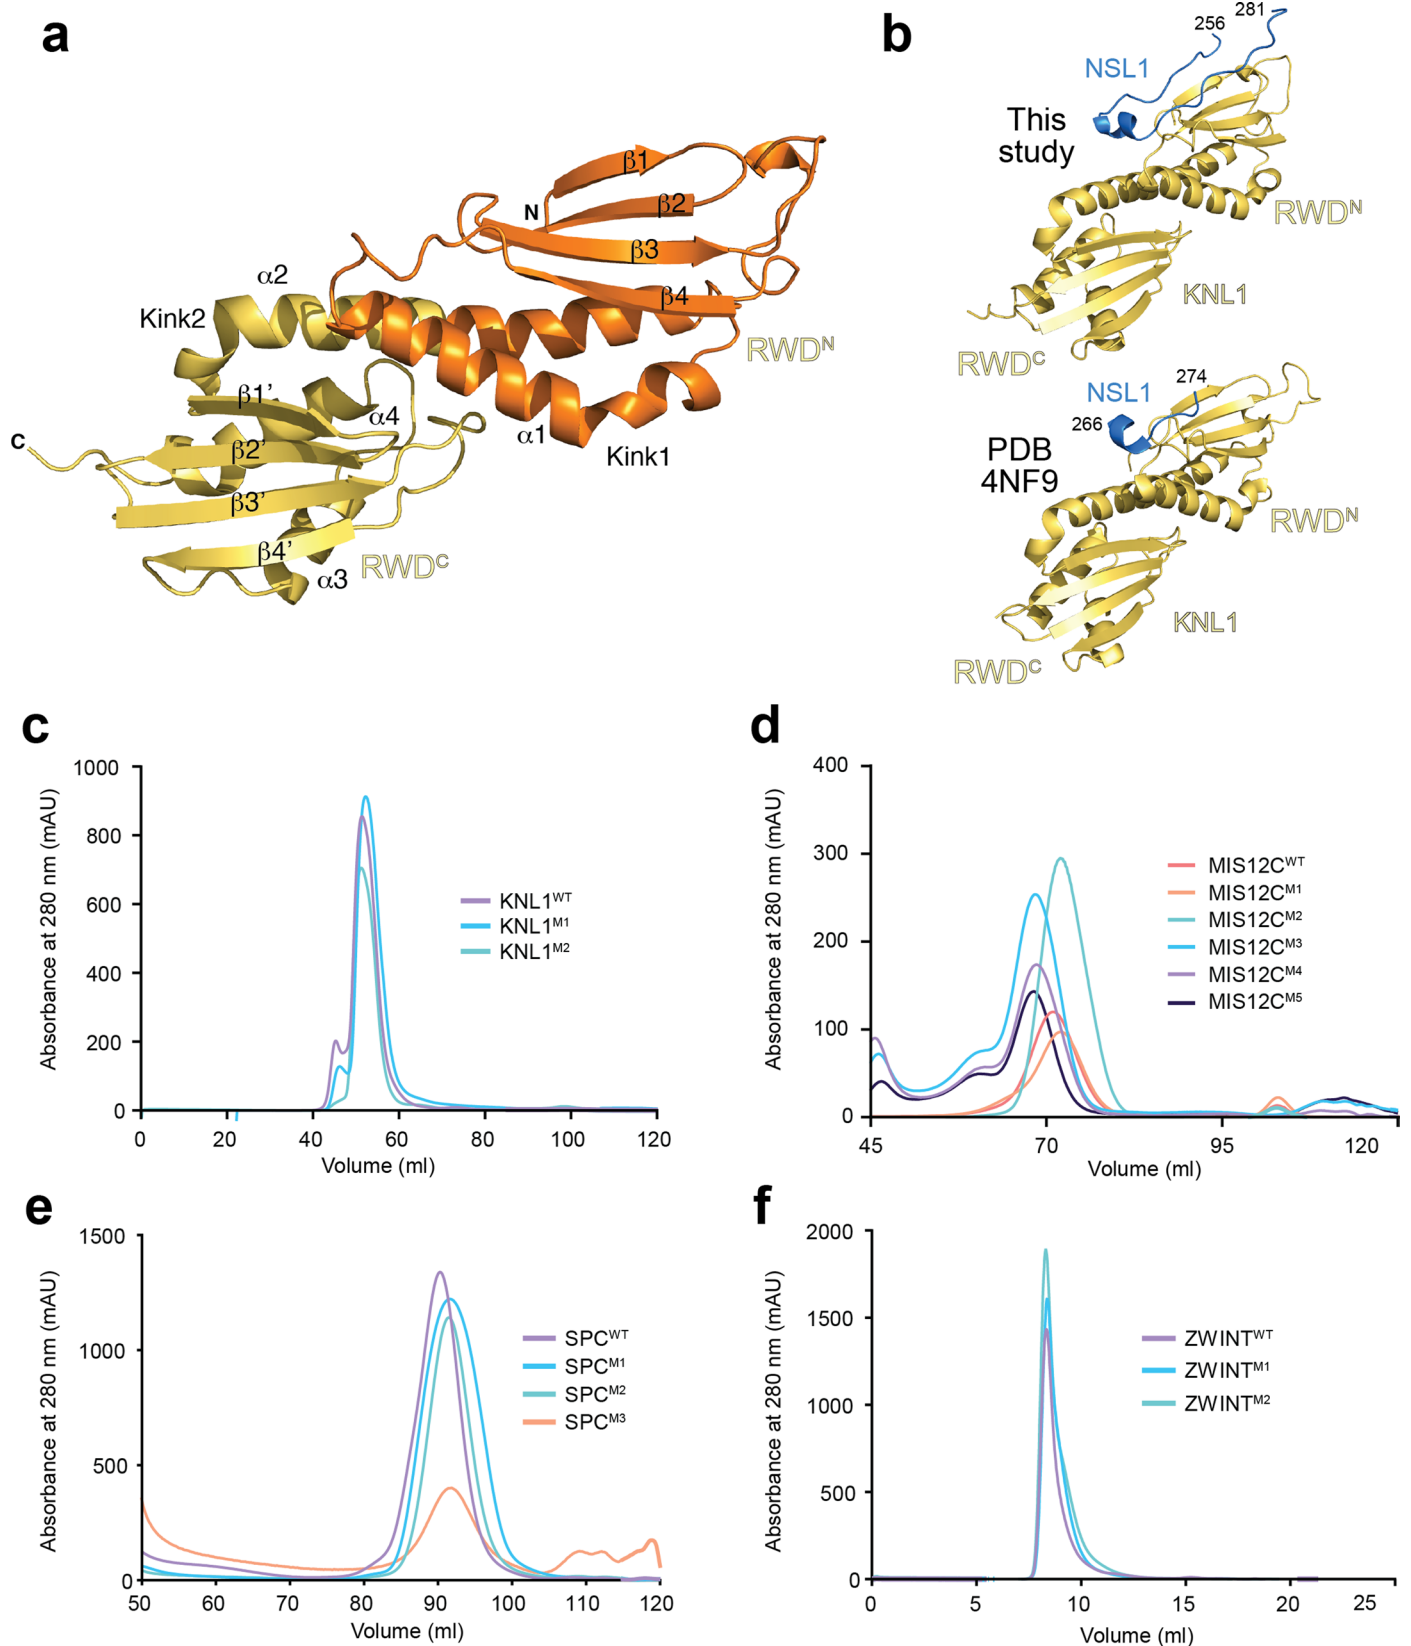 a
β1
β2
N
β3
β4
α2
Kink2
RWDᴺ
β1’
α4
α1
Kink1
C
β2’
β3’
β4’
α3
RWDᶜ
b
256
281
NSL1
This
study
RWDᴺ
KNL1
RWDᶜ
NSL1
274
266
PDB
4NF9
RWDᴺ
KNL1
RWDᶜ
c
Absorbance at 280 nm (mAU)
1000
800
600
400
200
0
0 20 40 60 80 100 120
Volume (ml)
KNL1ᵂᵀ
KNL1ᴹ¹
KNL1ᴹ²
d
Absorbance at 280 nm (mAU)
400
300
200
100
0
45 70 95 120
Volume (ml)
MIS12Cᵂᵀ
MIS12Cᴹ¹
MIS12Cᴹ²
MIS12Cᴹ³
MIS12Cᴹ⁴
MIS12Cᴹ⁵
e
Absorbance at 280 nm (mAU)
1500
1000
500
0
50 60 70 80 90 100 110 120
Volume (ml)
SPCᵂᵀ
SPCᴹ¹
SPCᴹ²
SPCᴹ³
f
Absorbance at 280 nm (mAU)
2000
1500
1000
500
0
0 5 10 15 20 25
Volume (ml)
ZWINTᵂᵀ
ZWINTᴹ¹
ZWINTᴹ²